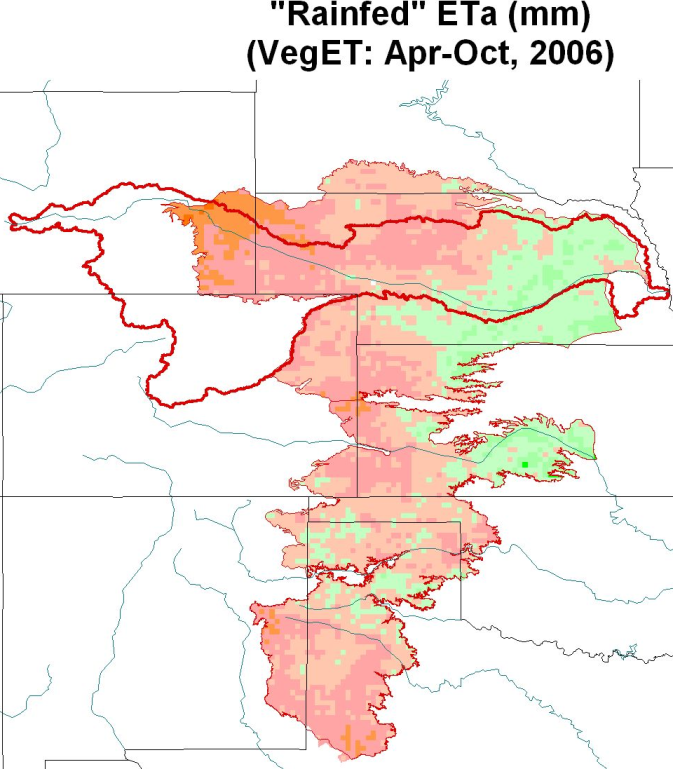 "Rainfed" ETa (mm)
(VegET: Apr-Oct, 2006)